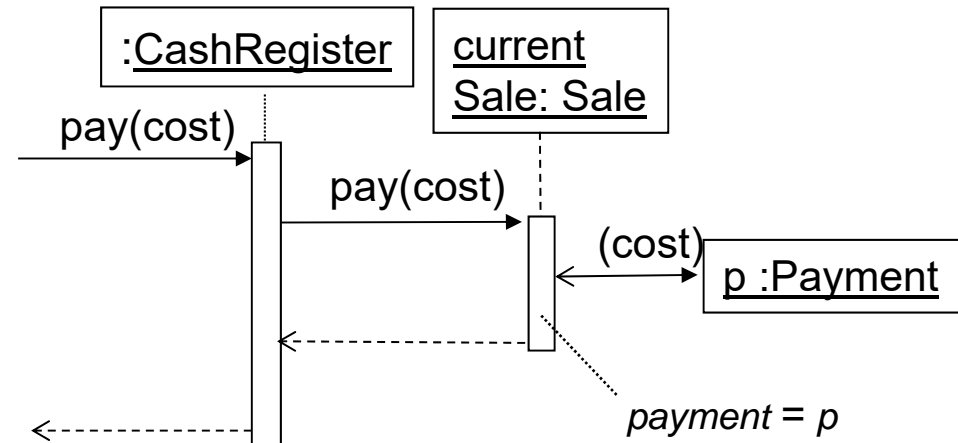 :CashRegister
current
Sale: Sale
pay(cost)
pay(cost)
(cost)
p :Payment
payment = p